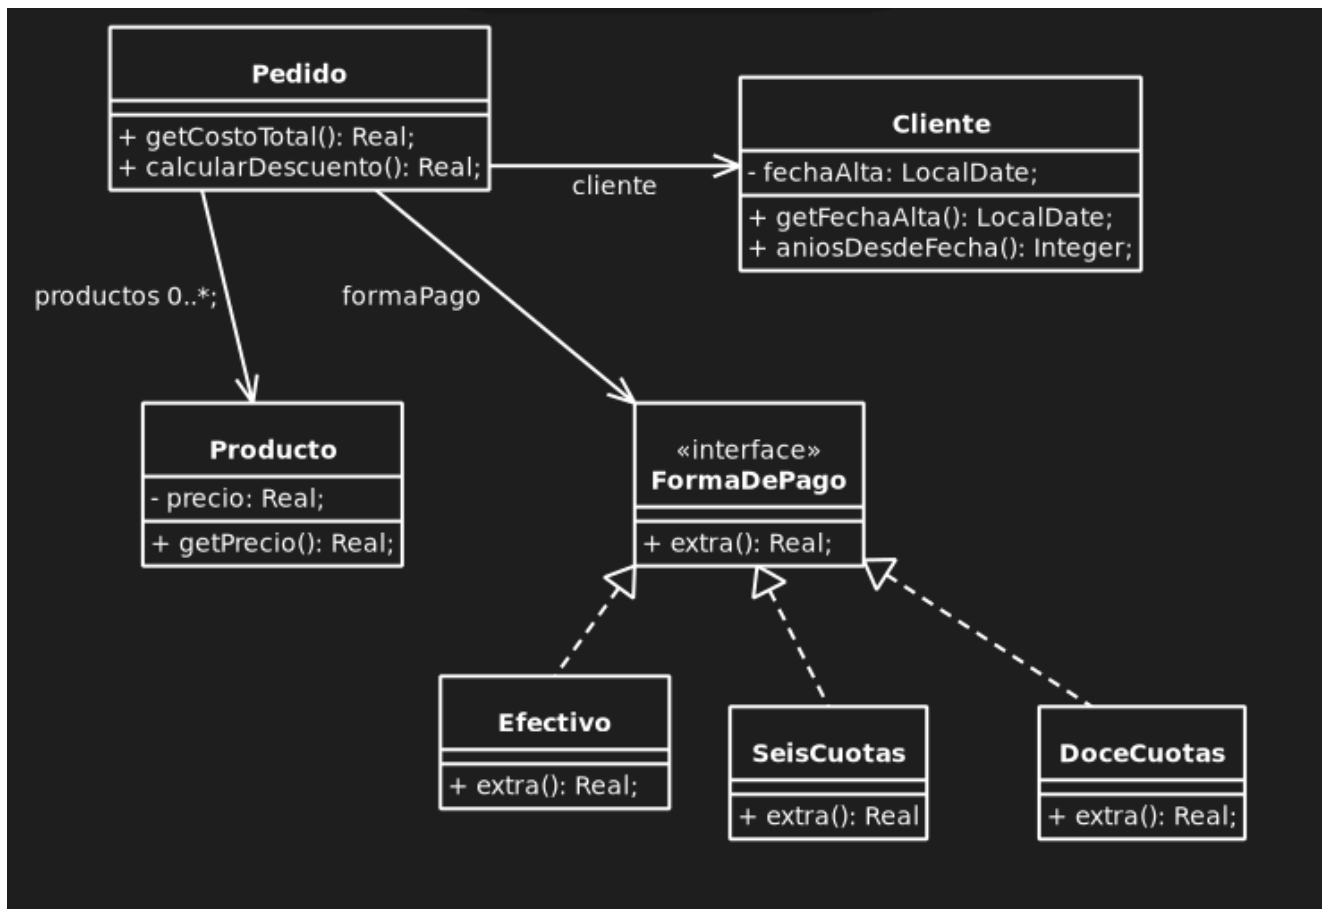 Pedido
+ getCostoTotal(): Real;
+ calcularDescuento(): Real;
Cliente
- fechaAlta: LocalDate;
+ getFechaAlta(): LocalDate;
+ aniosDesdeFecha(): Integer;
cliente
productos 0..*;
formaPago
Producto
- precio: Real;
+ getPrecio(): Real;
«interface»
FormaDePago
+ extra(): Real;
Efectivo
+ extra(): Real;
SeisCuotas
+ extra(): Real
DoceCuotas
+ extra(): Real;